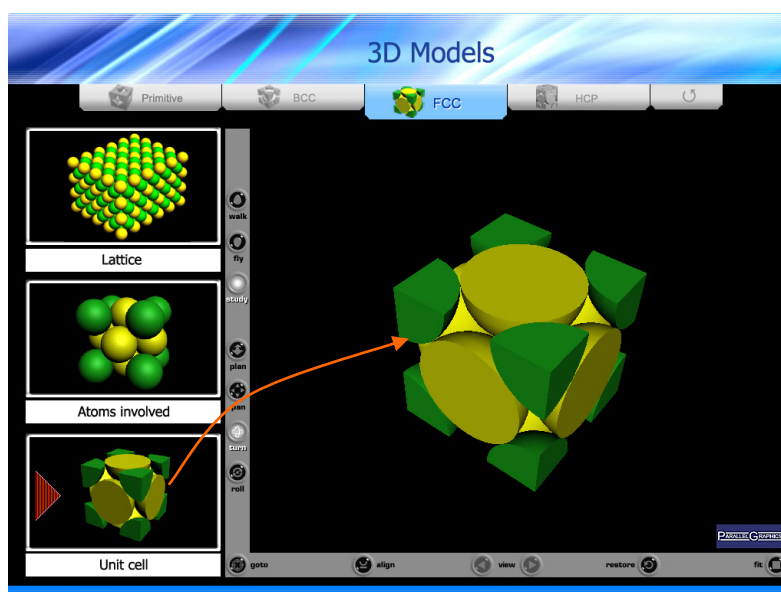 3D Models
Primitive
BCC
FCC
HCP
Lattice
Atoms involved
Unit cell
walk
fly
study
plan
pan
turn
roll
goto
align
view
restore
fit
PARALLELGRAPHICS